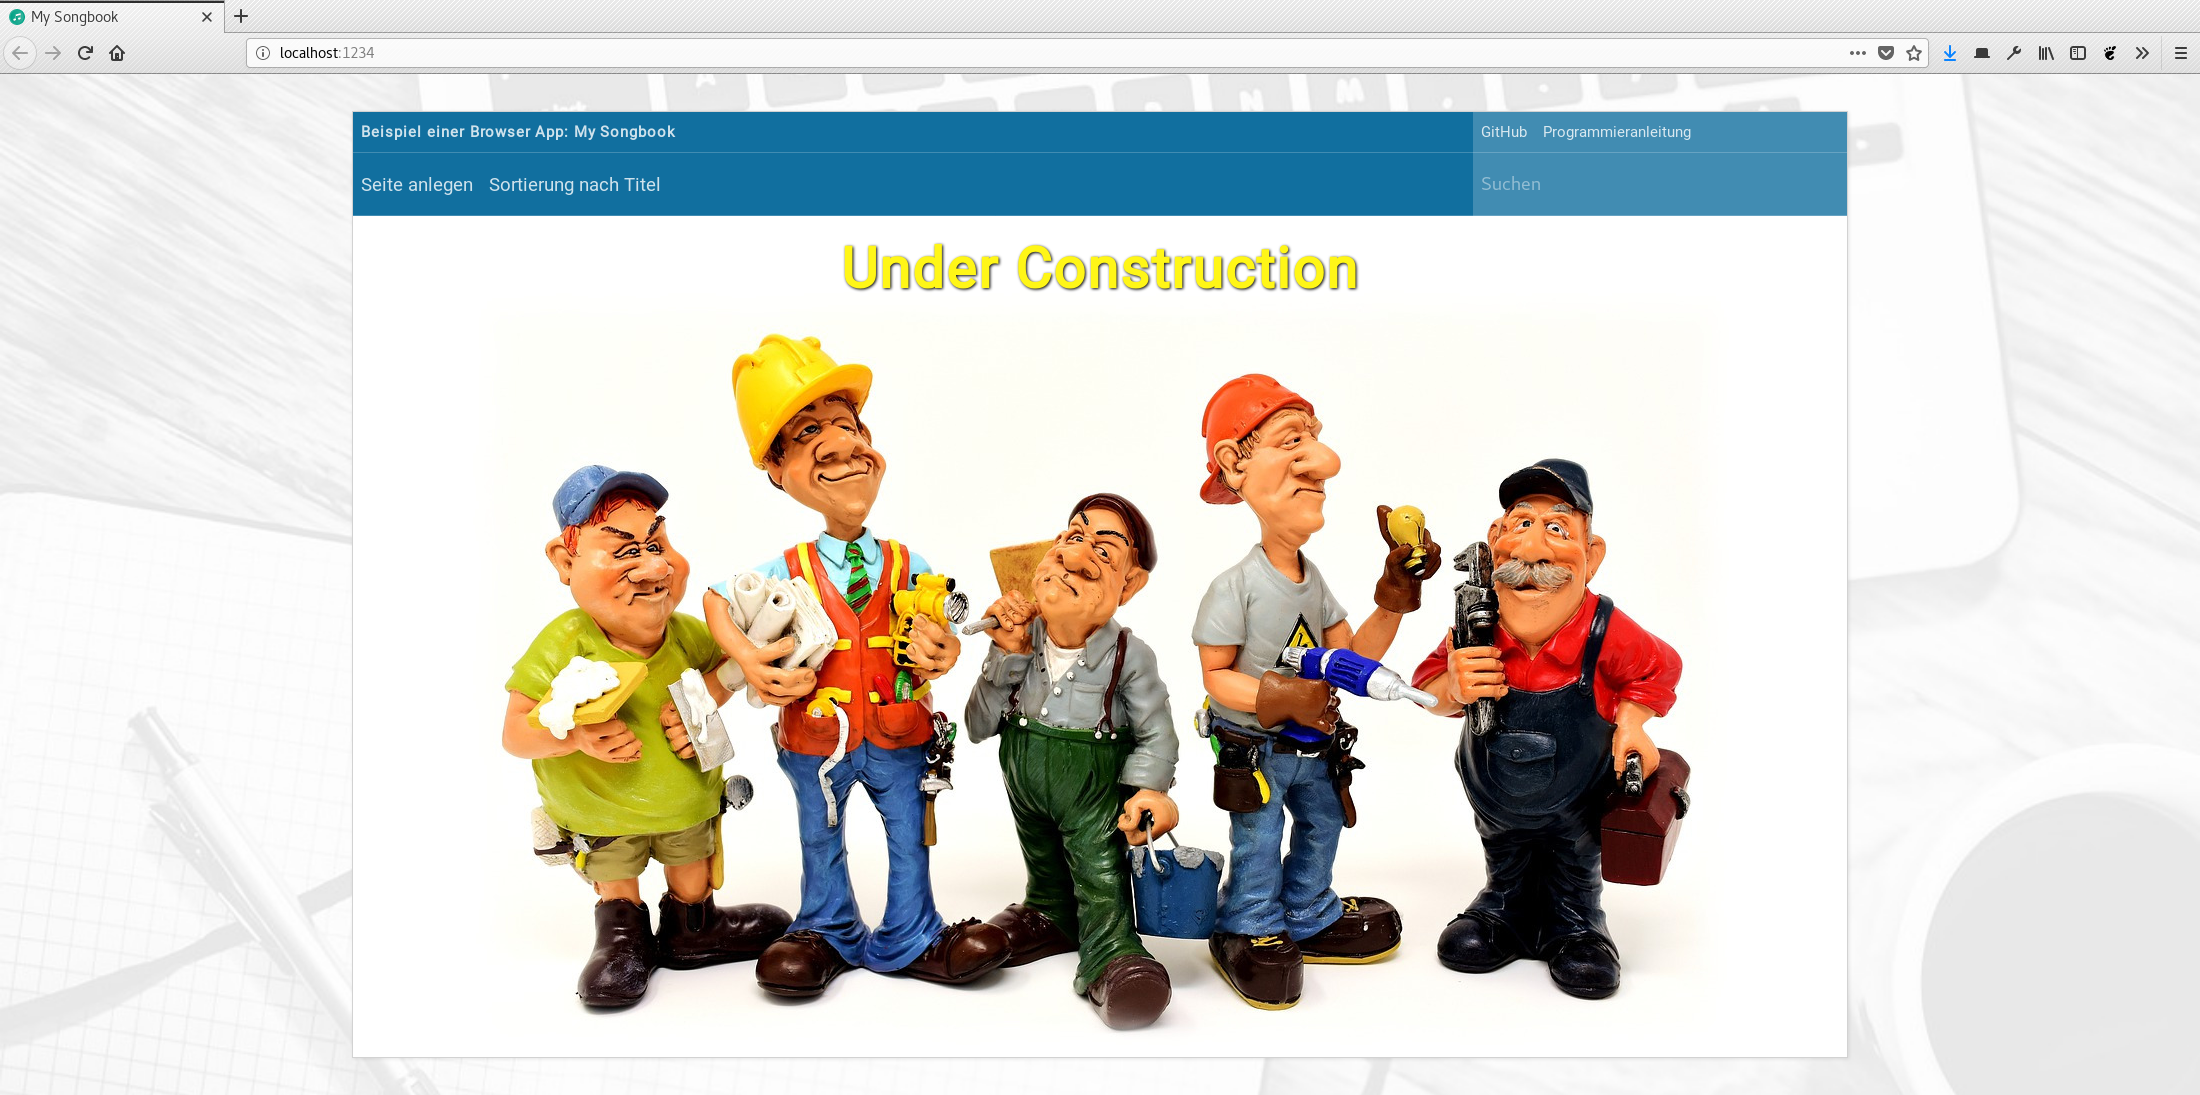 My Songbook
localhost:1234
Beispiel einer Browser App: My Songbook
GitHub Programmieranleitung
Seite anlegen Sortierung nach Titel
Suchen
Under Construction